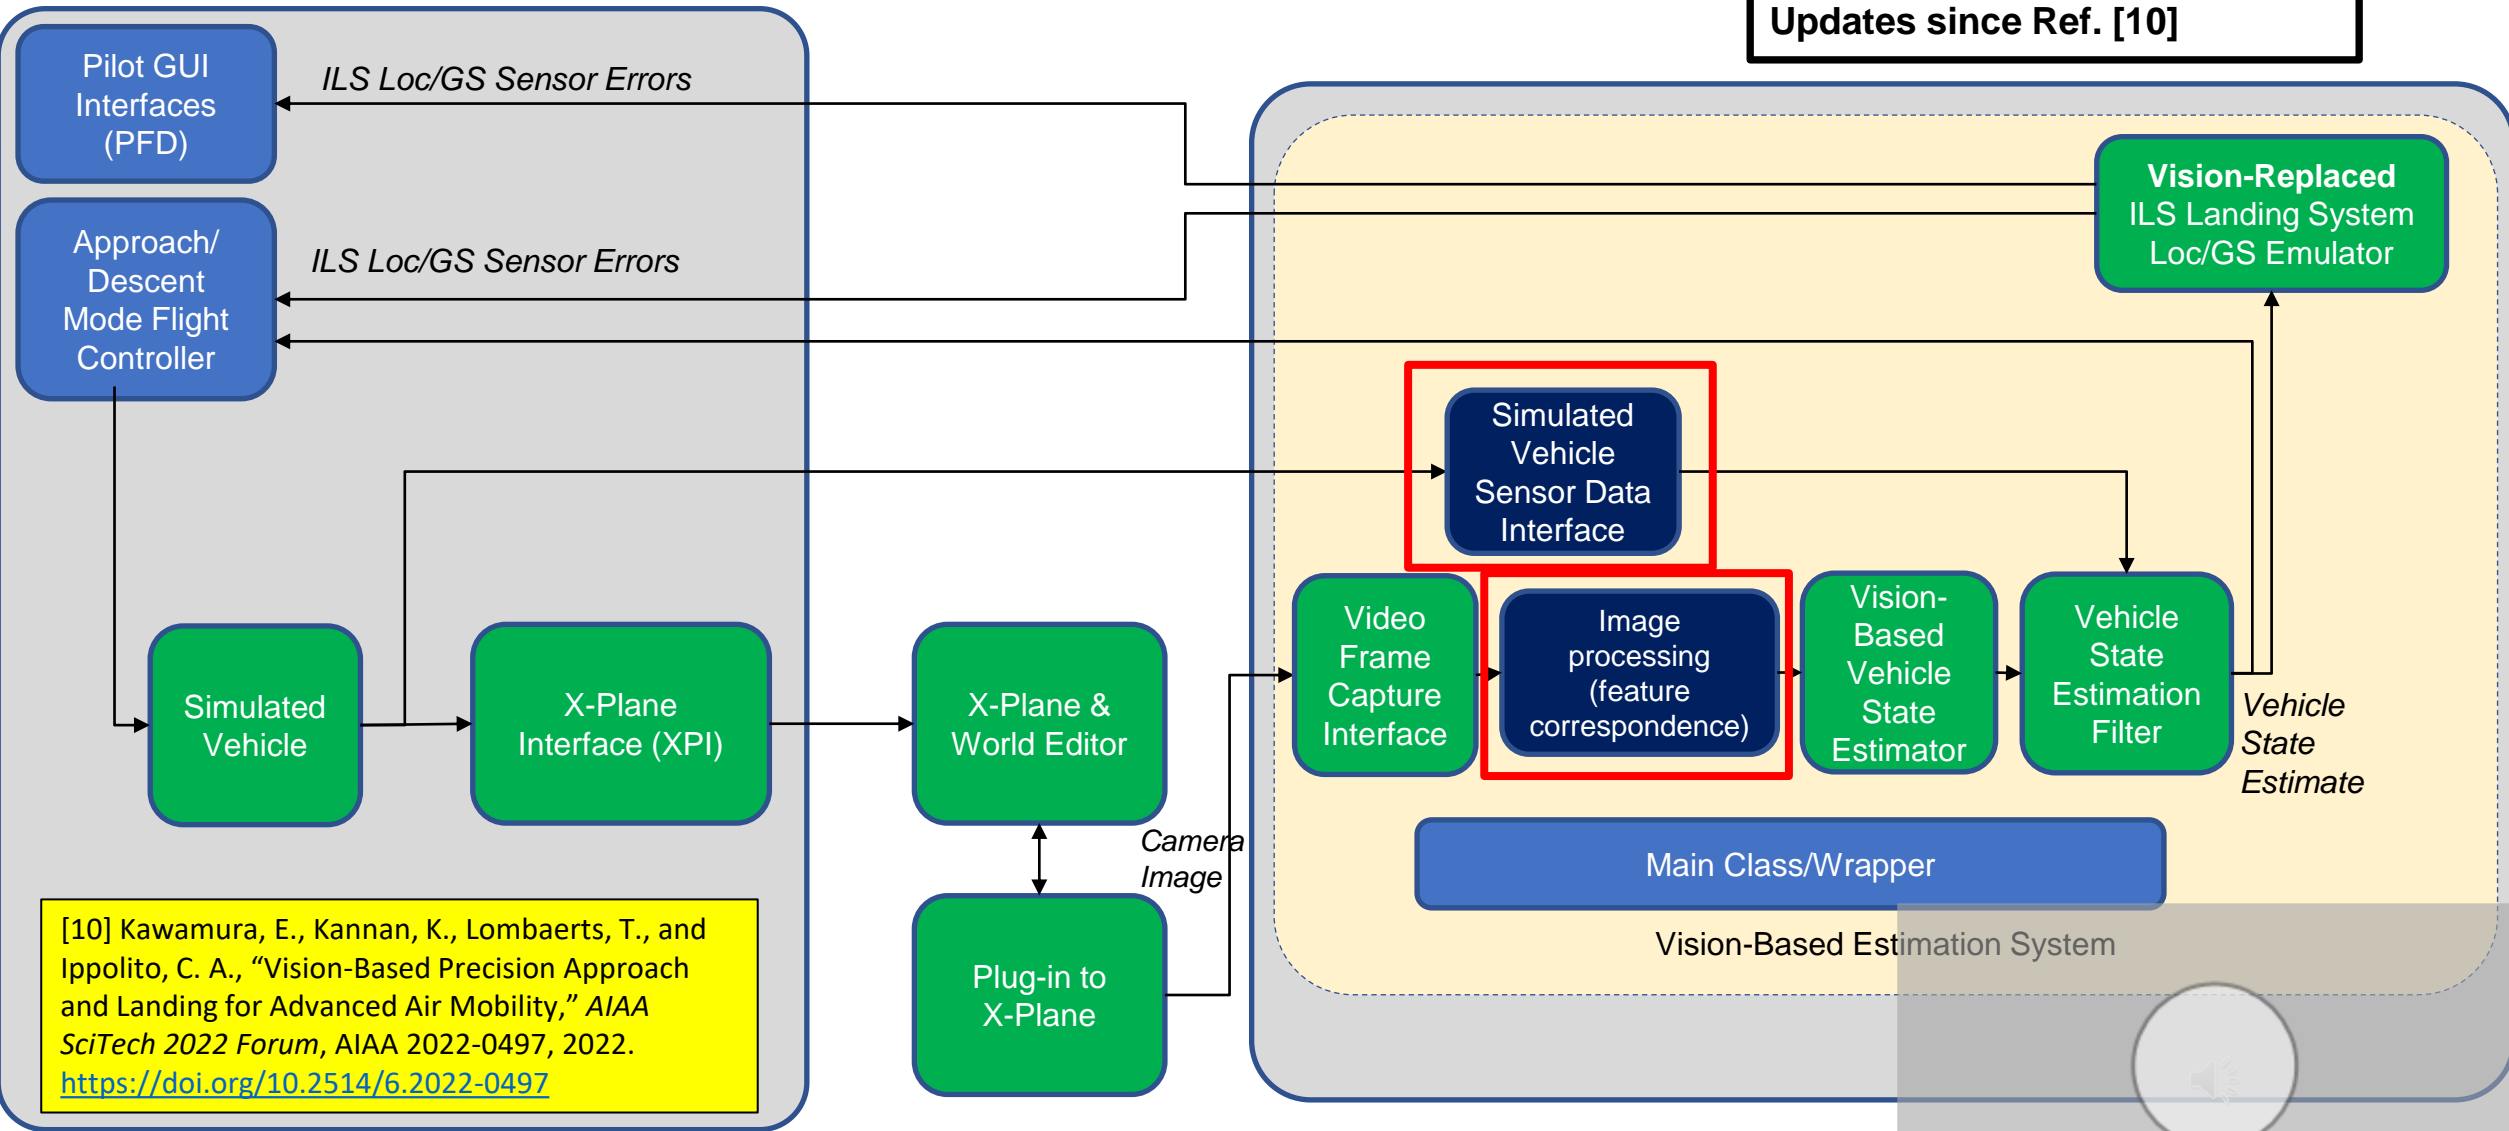 Updates since Ref. [10]
Pilot GUI
Interfaces
(PFD)
ILS Loc/GS Sensor Errors
Vision-Replaced
ILS Landing System
Loc/GS Emulator
Approach/
Descent
Mode Flight
Controller
ILS Loc/GS Sensor Errors
Simulated
Vehicle
Sensor Data
Interface
Simulated
Vehicle
X-Plane
Interface (XPI)
X-Plane &
World Editor
Video
Frame
Capture
Interface
Image
processing
(feature
correspondence)
Vision-
Based
Vehicle
State
Estimator
Vehicle
State
Estimation
Filter
Vehicle
State
Estimate
Camera
Image
Main Class/Wrapper
Vision-Based Estimation System
Plug-in to
X-Plane
[10] Kawamura, E., Kannan, K., Lombaerts, T., and
Ippolito, C. A., “Vision-Based Precision Approach
and Landing for Advanced Air Mobility,” AIAA
SciTech 2022 Forum, AIAA 2022-0497, 2022.
https://doi.org/10.2514/6.2022-0497